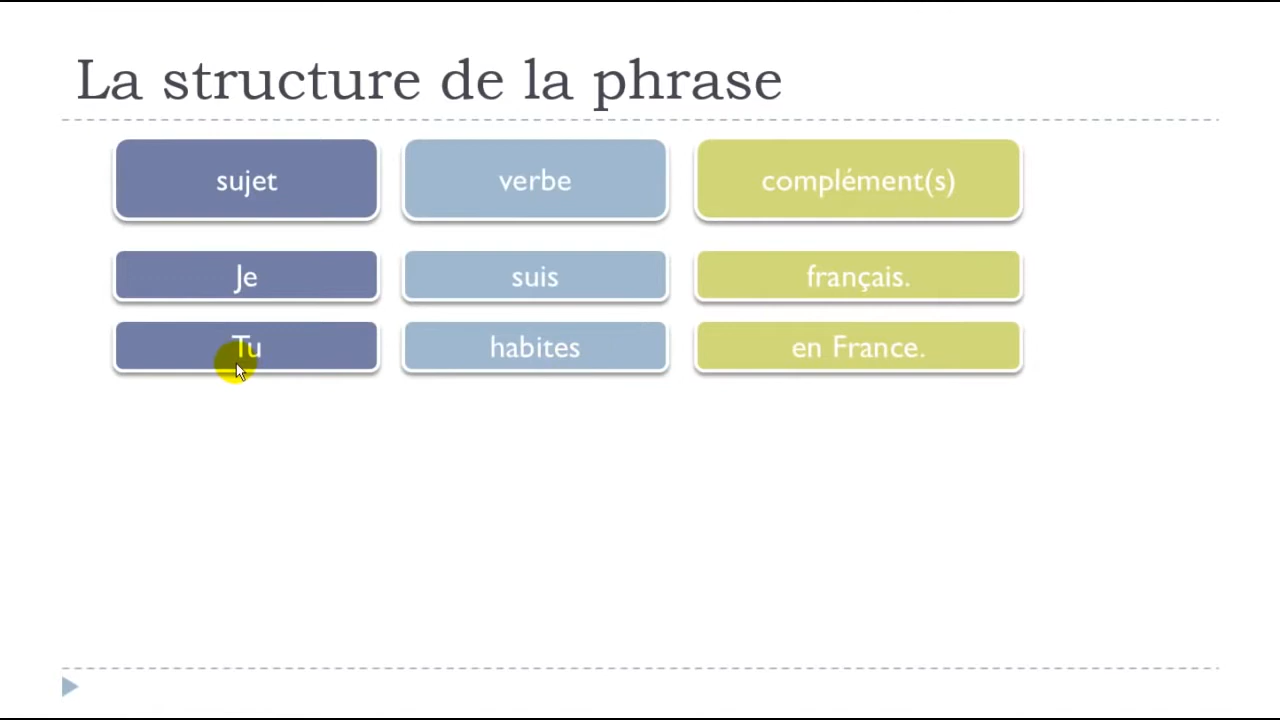 La structure de la phrase
sujet verbe complément(s)
Je suis français.
Tu habites en France.